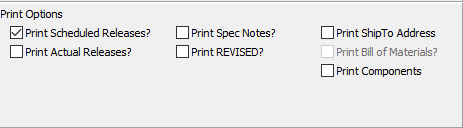 Print Options
Print Scheduled Releases? Print Spec Notes? Print ShipTo Address
Print Actual Releases? Print REVISED? Print Bill of Materials?
Print Components